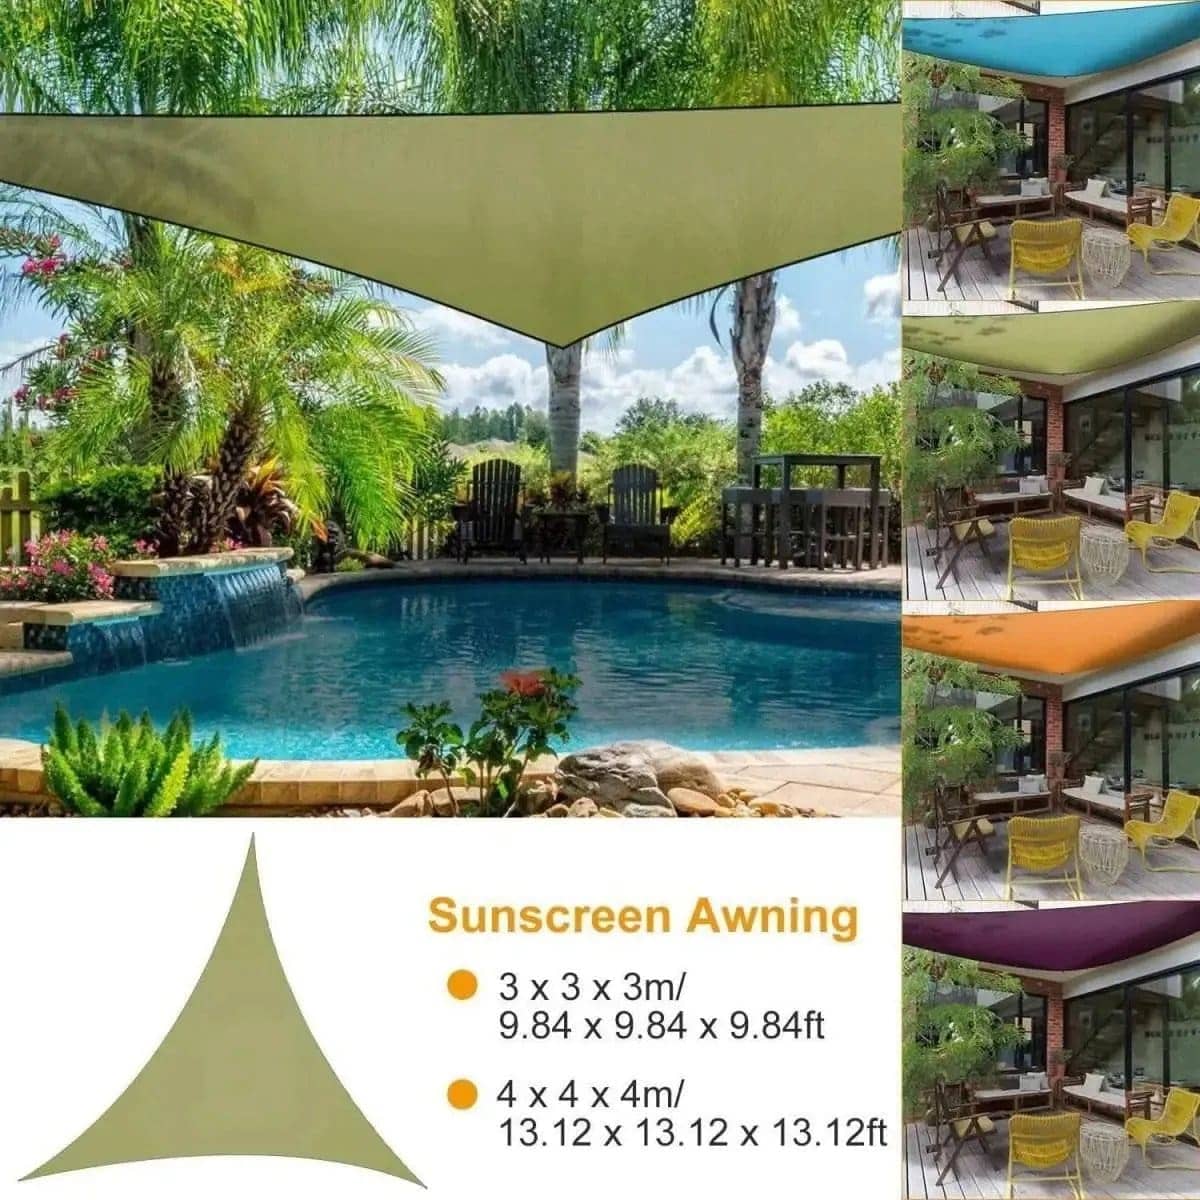 Sunscreen Awning
3 x 3 x 3m/
9.84 x 9.84 x 9.84ft
4 x 4 x 4m/
13.12 x 13.12 x 13.12ft